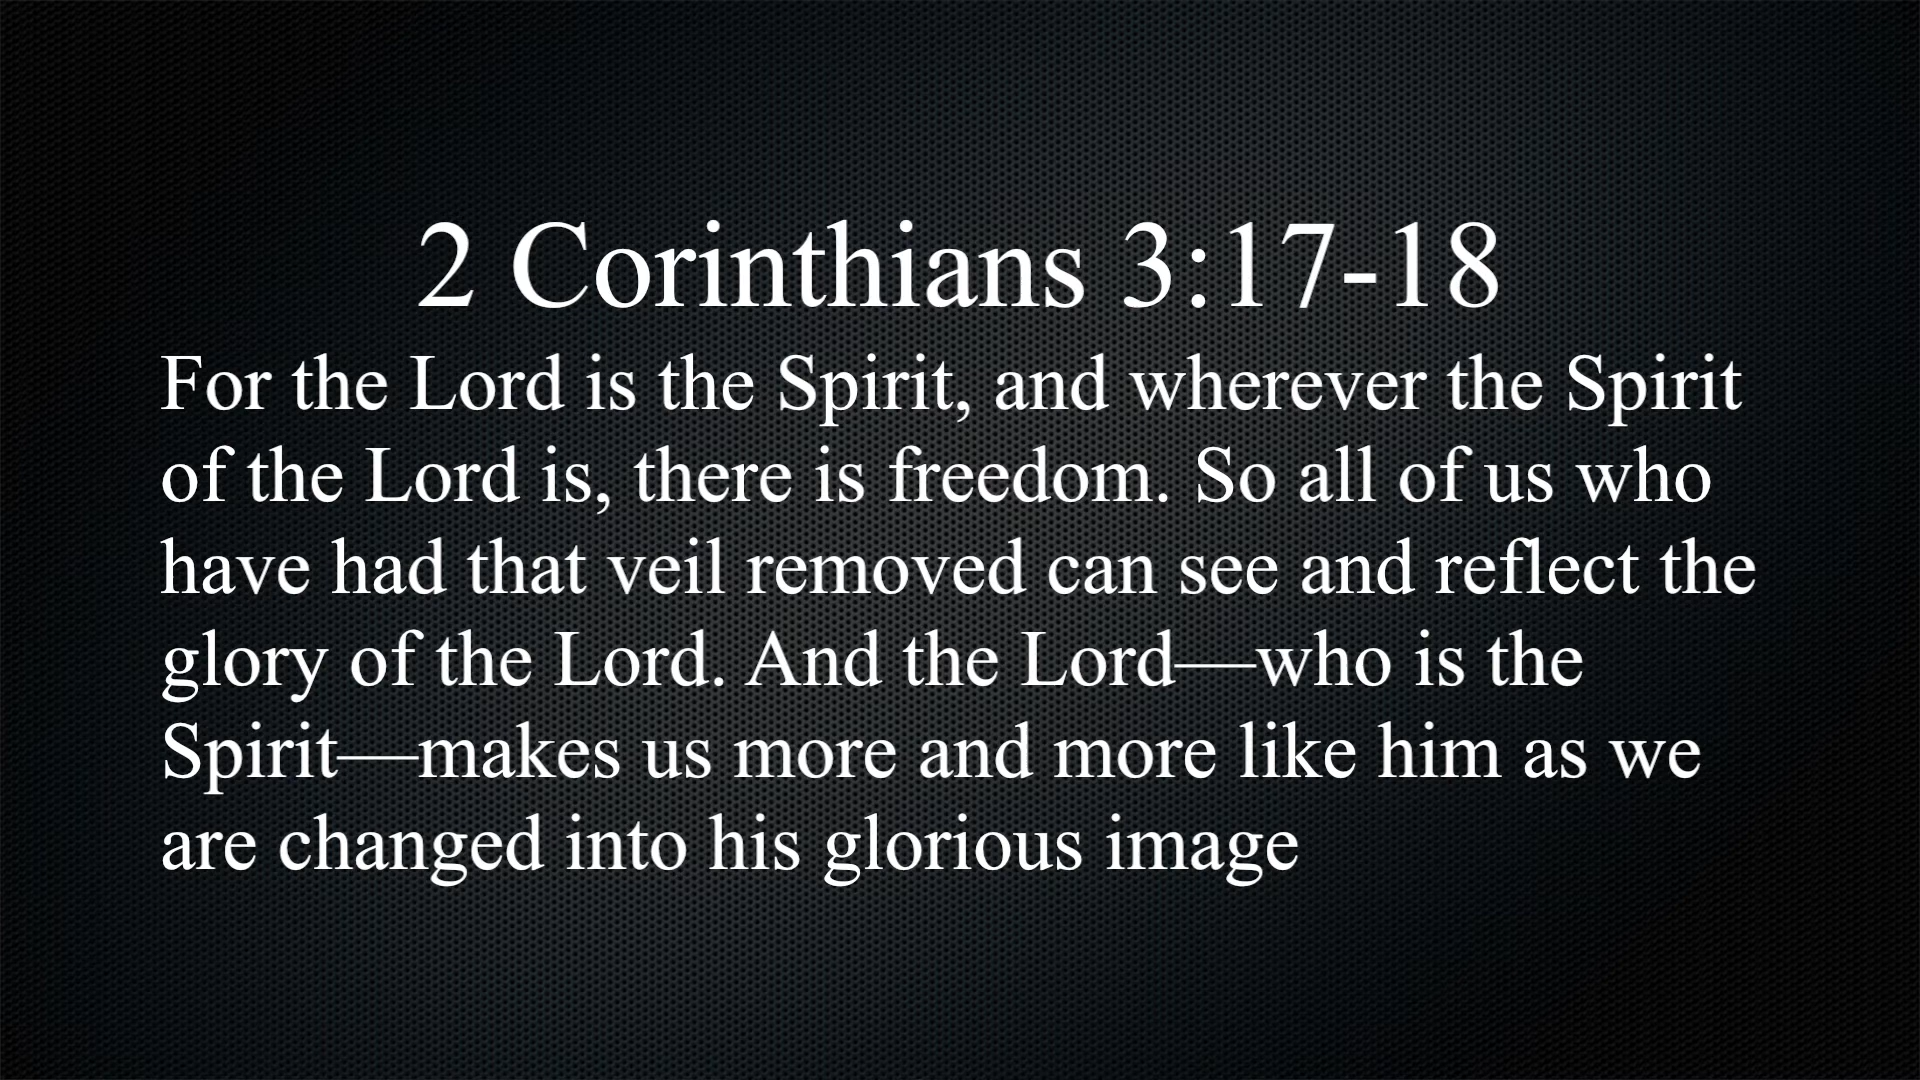 2 Corinthians 3:17-18
For the Lord is the Spirit, and wherever the Spirit
of the Lord is, there is freedom. So all of us who
have had that veil removed can see and reflect the
glory of the Lord. And the Lord—who is the
Spirit—makes us more and more like him as we
are changed into his glorious image